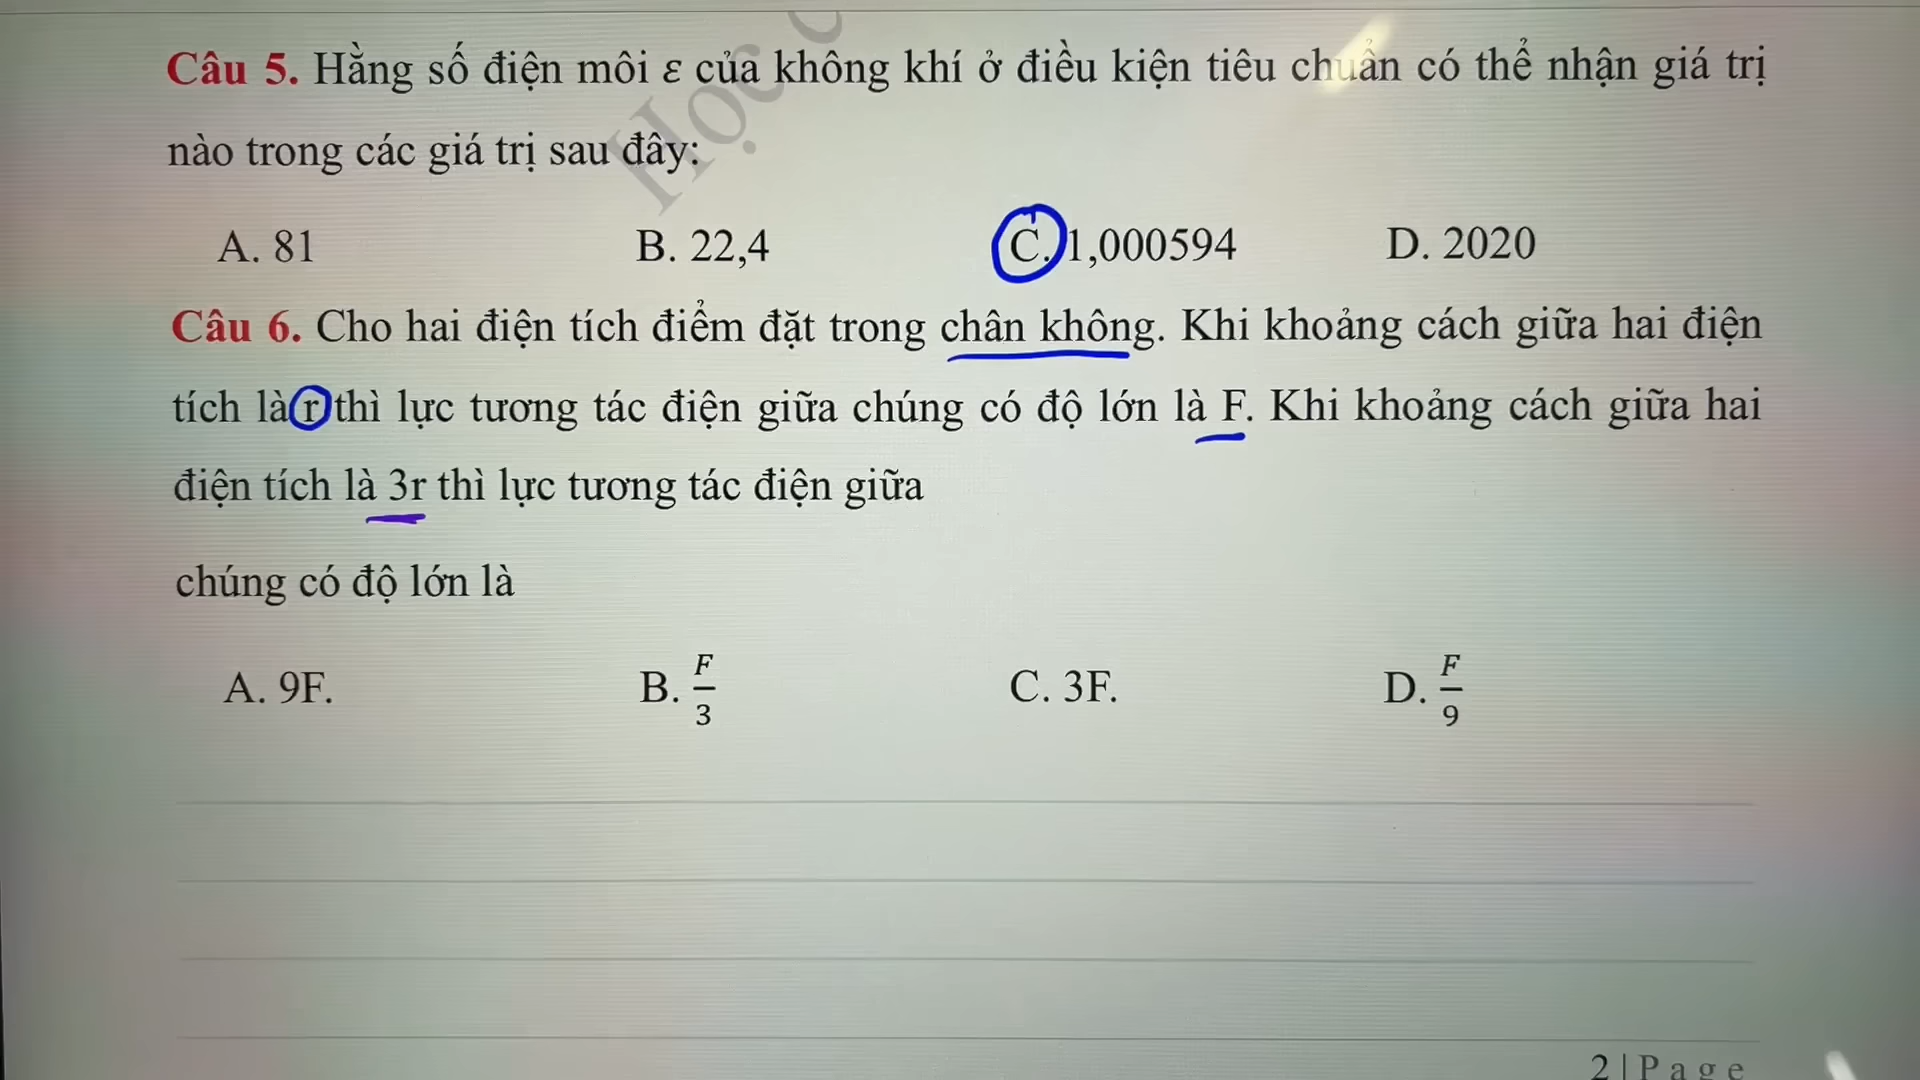 Câu 5. Hằng số điện môi ε của không khí ở điều kiện tiêu chuẩn có thể nhận giá trị
nào trong các giá trị sau đây:
A. 81 B. 22,4 C. 1,000594 D. 2020
Câu 6. Cho hai điện tích điểm đặt trong chân không. Khi khoảng cách giữa hai điện
tích là r thì lực tương tác điện giữa chúng có độ lớn là F. Khi khoảng cách giữa hai
điện tích là 3r thì lực tương tác điện giữa
chúng có độ lớn là
A. 9F. B. F/3 C. 3F. D. F/9
2 | P a g e
Học